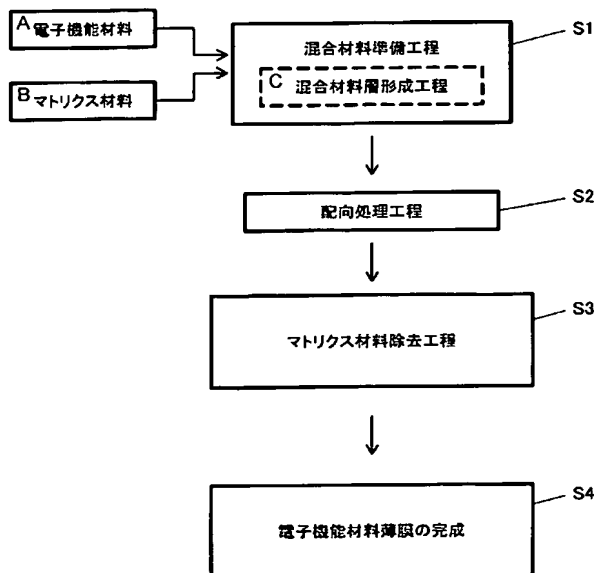 A 電子機能材料
B マトリクス材料
混合材料準備工程
C 混合材料層形成工程
S1
配向処理工程
S2
マトリクス材料除去工程
S3
電子機能材料薄膜の完成
S4